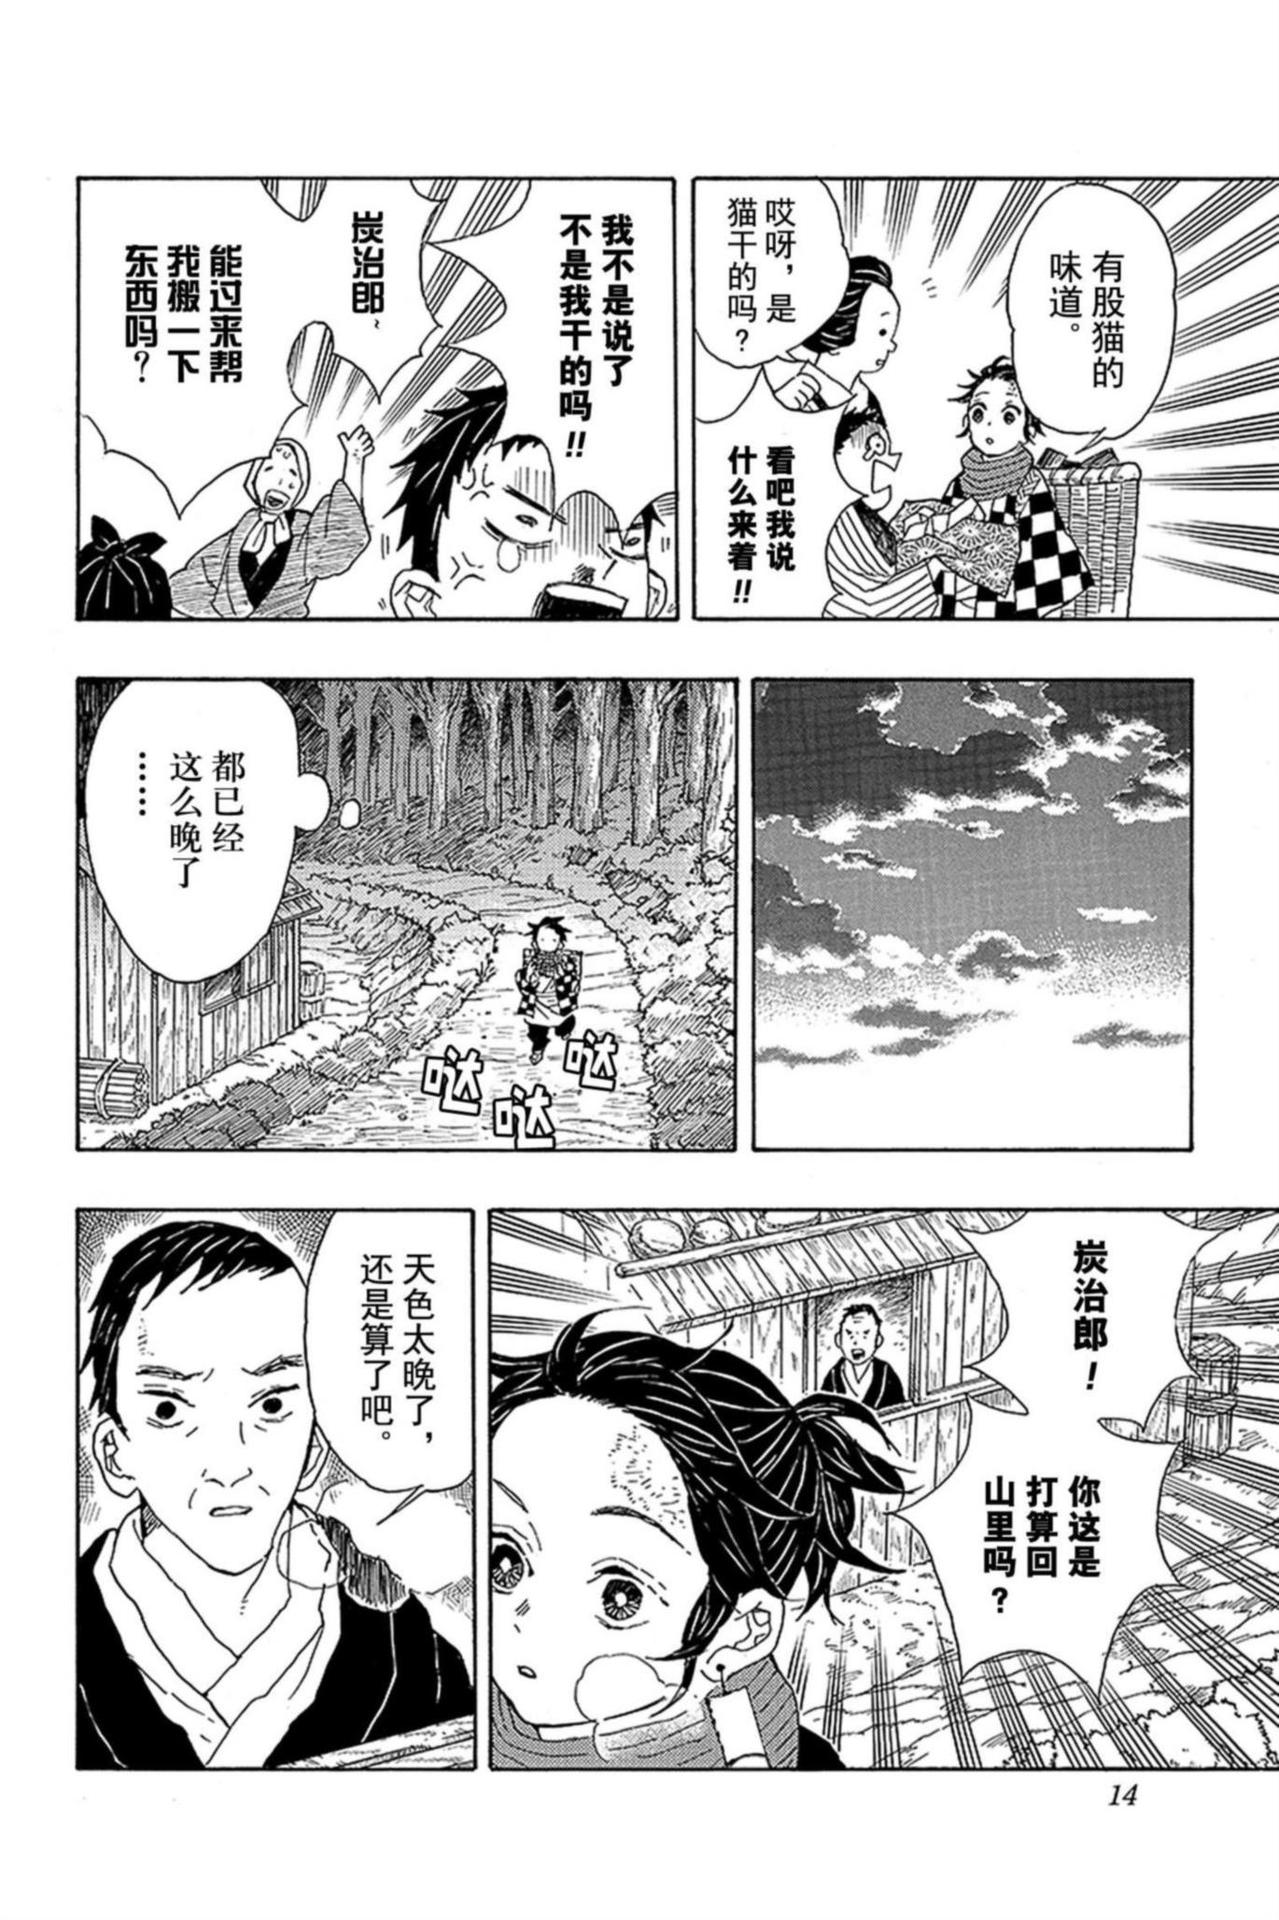 有股猫的
味道。
哎呀，是
猫干的吗？
看吧我说
什么来着!!
我不是说了
不是我干的吗!!
炭治郎~
能过来帮
我搬一下
东西吗？
都已经
这么晚了
……
哒
哒
哒
炭治郎！
你这是
打算回
山里吗？
天色太晚了，
还是算了吧。
14